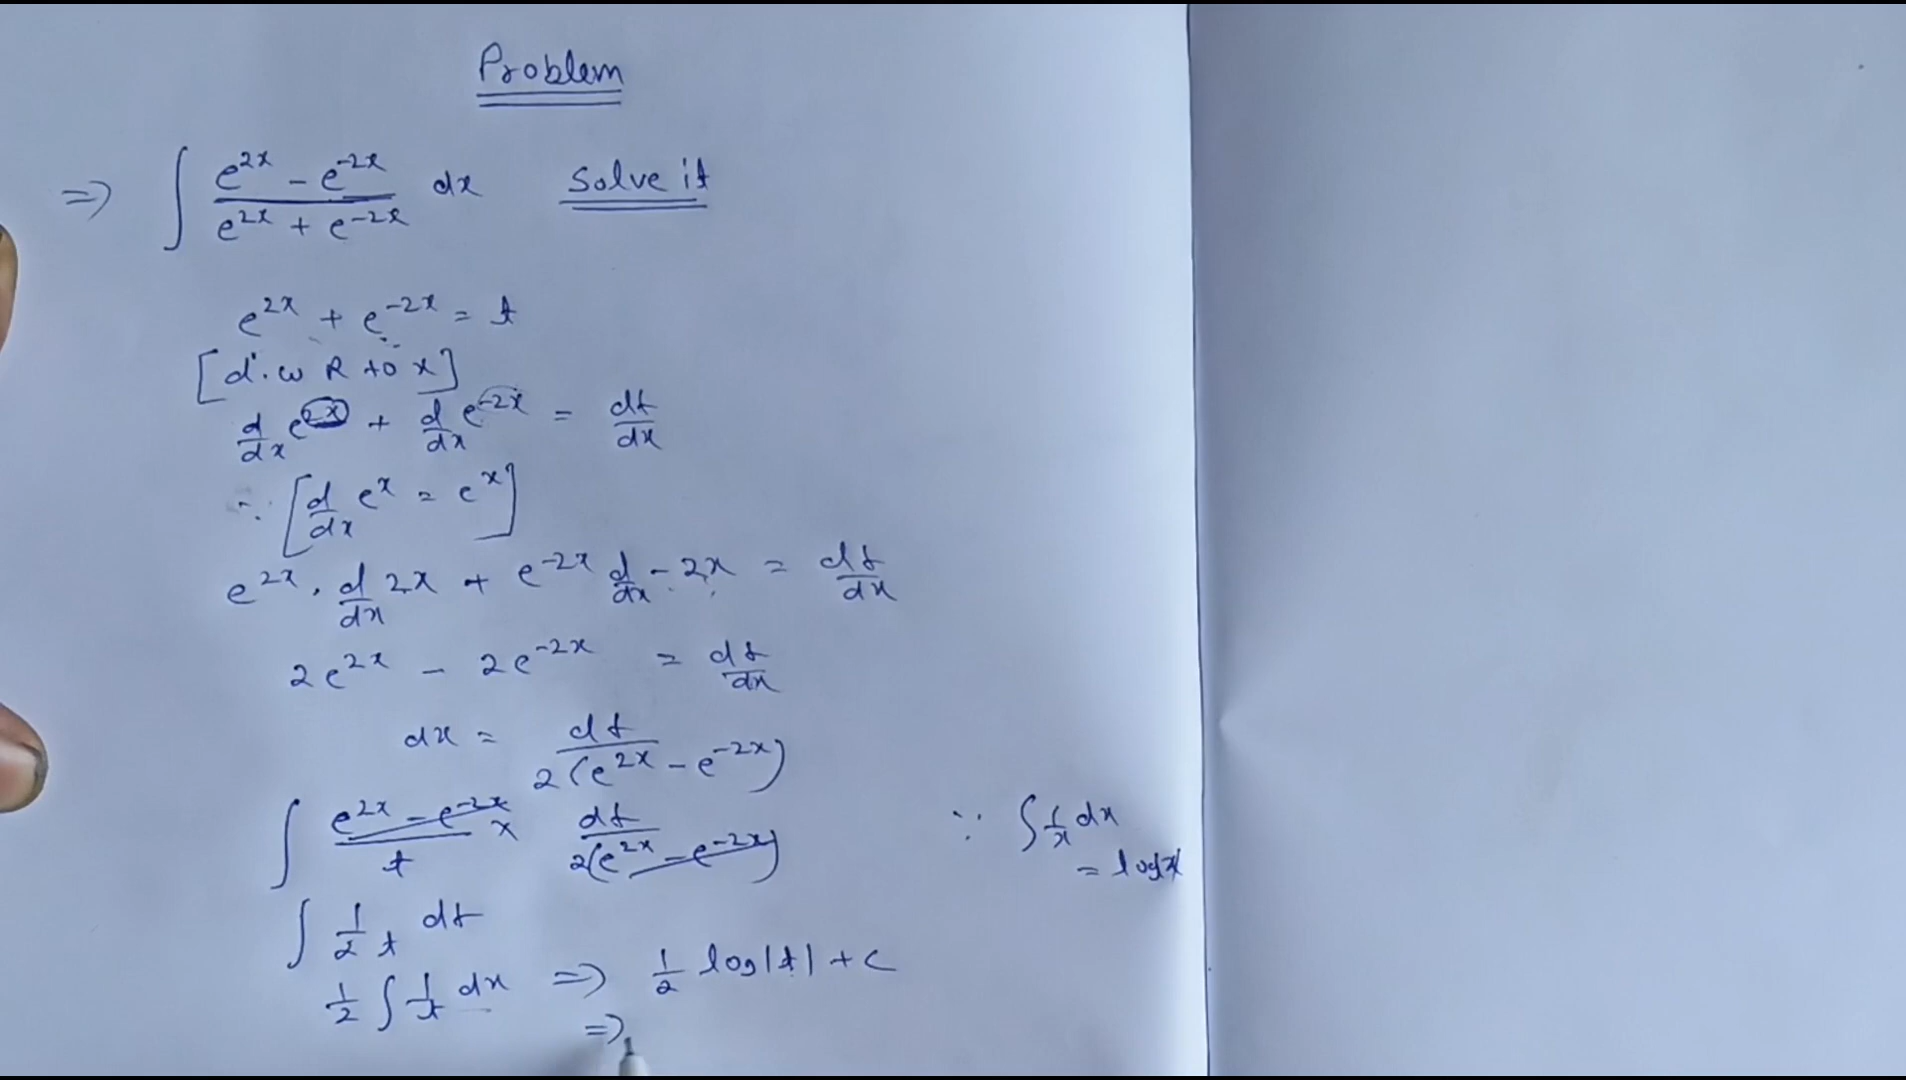 Problem
=> ∫ (e^{2x} - e^{-2x})/(e^{2x} + e^{-2x}) dx solve it
e^{2x} + e^{-2x} = t
[d.w R to x]
d/dx e^{2x} + d/dx e^{-2x} = dt/dx
∵ [d/dx e^x = e^x]
e^{2x} . d/dx 2x + e^{-2x} d/dx -2x = dt/dx
2e^{2x} - 2e^{-2x} = dt/dx
dx = dt/2(e^{2x} - e^{-2x})
∫ (e^{2x} - e^{-2x})/t × dt/2(e^{2x} - e^{-2x})
∵ ∫ 1/x dx
= log x
∫ 1/2t dt
1/2 ∫ 1/t dx => 1/2 log|t| + c
=>